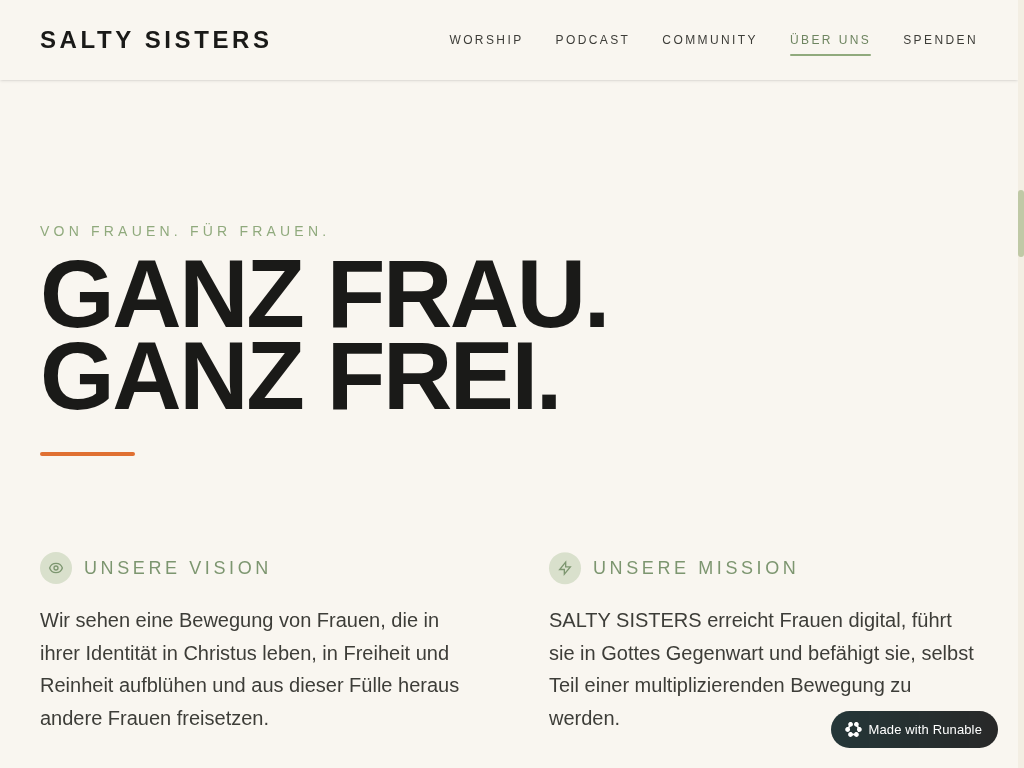 SALTY SISTERS
WORSHIP PODCAST COMMUNITY ÜBER UNS SPENDEN
VON FRAUEN. FÜR FRAUEN.
GANZ FRAU.
GANZ FREI.
UNSERE VISION
Wir sehen eine Bewegung von Frauen, die in
ihrer Identität in Christus leben, in Freiheit und
Reinheit aufblühen und aus dieser Fülle heraus
andere Frauen freisetzen.
UNSERE MISSION
SALTY SISTERS erreicht Frauen digital, führt
sie in Gottes Gegenwart und befähigt sie, selbst
Teil einer multiplizierenden Bewegung zu
werden.
Made with Runable